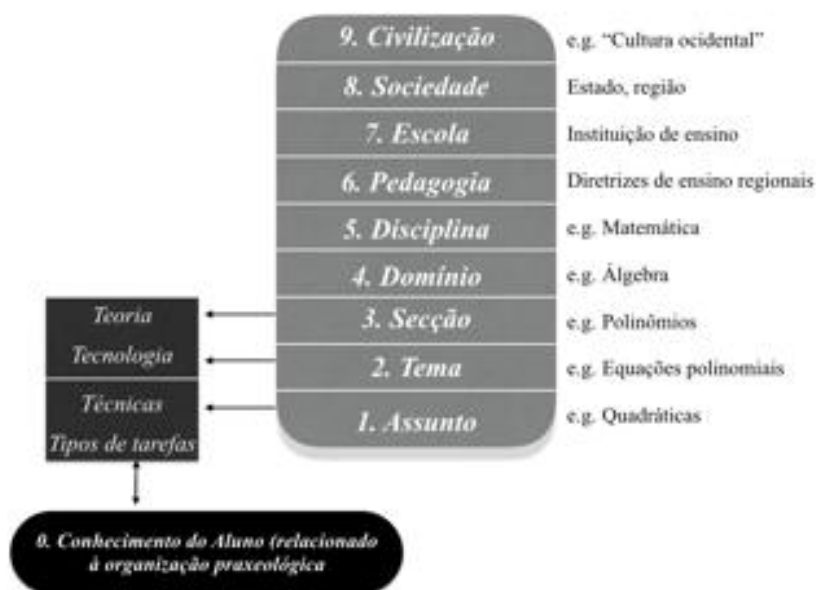 9. Civilização
e.g. “Cultura ocidental”
8. Sociedade
Estado, região
7. Escola
Instituição de ensino
6. Pedagogia
Diretrizes de ensino regionais
5. Disciplina
e.g. Matemática
4. Domínio
e.g. Álgebra
3. Secção
e.g. Polinômios
2. Tema
e.g. Equações polinomiais
1. Assunto
e.g. Quadráticas
Teoria
Tecnologia
Técnicas
Tipos de tarefas
0. Conhecimento do Aluno (relacionado
à organização praxeológica